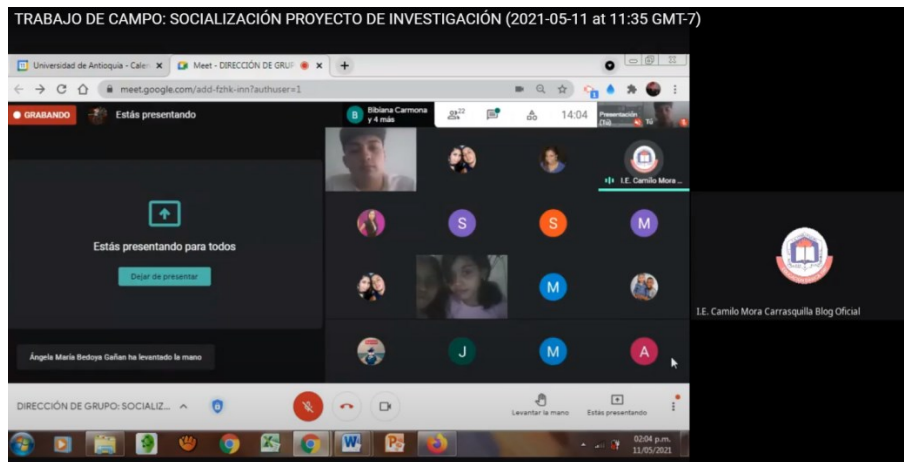 TRABAJO DE CAMPO: SOCIALIZACIÓN PROYECTO DE INVESTIGACIÓN (2021-05-11 at 11:35 GMT-7)
Universidad de Antioquia - Calen
Meet - DIRECCIÓN DE GRUP
meet.google.com/add-fzhk-inn?authuser=1
GRABANDO
Estás presentando
B
Bibiana Carmona
y 4 más
22
14:04
Presentación
(Tú)
Tú
I.E. Camilo Mora ...
S
S
M
Estás presentando para todos
Dejar de presentar
M
I.E. Camilo Mora Carrasquilla Blog Oficial
Ángela María Bedoya Gañan ha levantado la mano
J
M
A
DIRECCIÓN DE GRUPO: SOCIALIZ...
Levantar la mano
Estás presentando
02:04 p.m.
11/05/2021